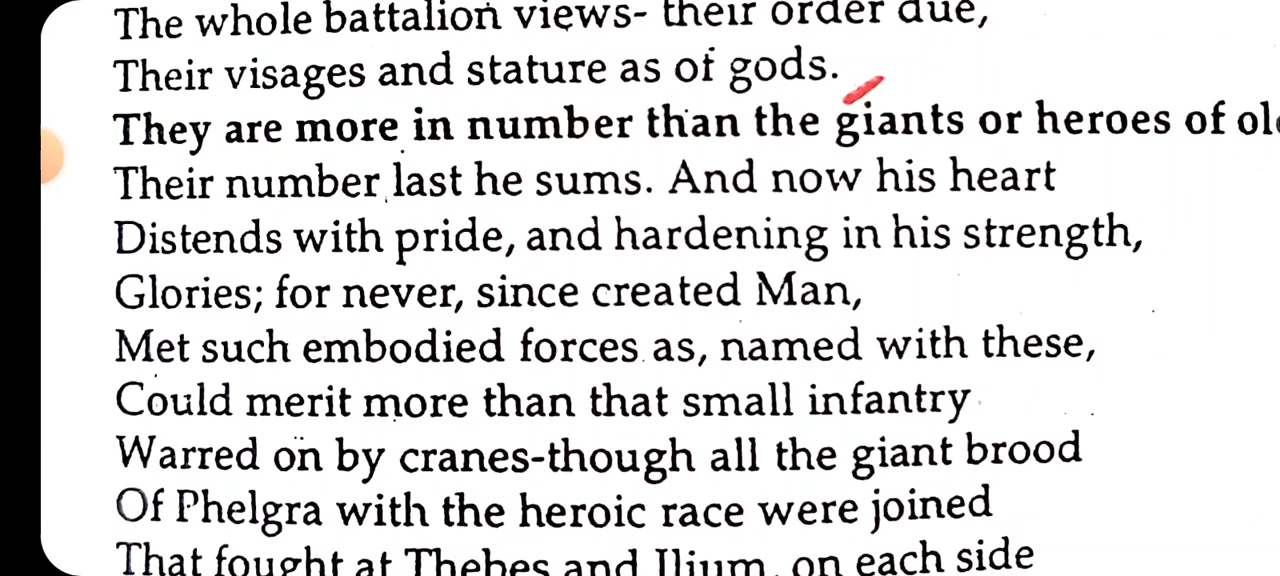 The whole battalion views- their order due,
Their visages and stature as of gods.
They are more in number than the giants or heroes of
Their number last he sums. And now his heart
Distends with pride, and hardening in his strength,
Glories; for never, since created Man,
Met such embodied forces as, named with these,
Could merit more than that small infantry
Warred on by cranes-though all the giant brood
Of Phelgra with the heroic race were joined
That fought at Thebes and Ilium, on each side